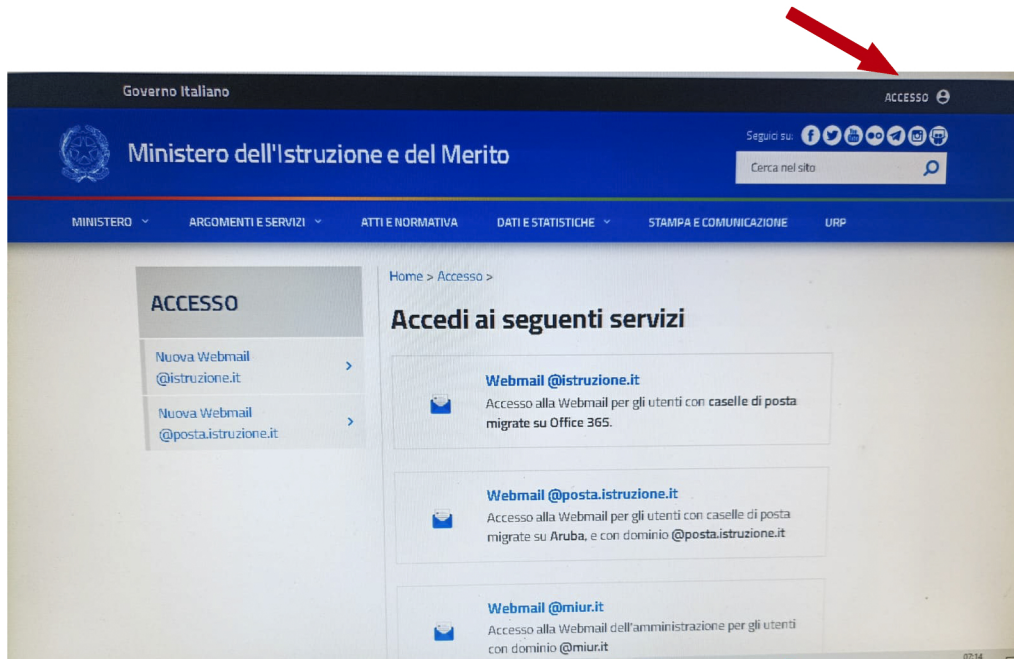 Governo Italiano
ACCESSO
Ministero dell'Istruzione e del Merito
Seguici su:
Cerca nel sito
MINISTERO ARGOMENTI E SERVIZI ATTI E NORMATIVA DATI E STATISTICHE STAMPA E COMUNICAZIONE URP
Home > Accesso >
ACCESSO
Accedi ai seguenti servizi
Nuova Webmail
@istruzione.it
Nuova Webmail
@posta.istruzione.it
Webmail @istruzione.it
Accesso alla Webmail per gli utenti con caselle di posta
migrate su Office 365.
Webmail @posta.istruzione.it
Accesso alla Webmail per gli utenti con caselle di posta
migrate su Aruba, e con dominio @posta.istruzione.it
Webmail @miur.it
Accesso alla Webmail dell'amministrazione per gli utenti
con dominio @miur.it
07:14